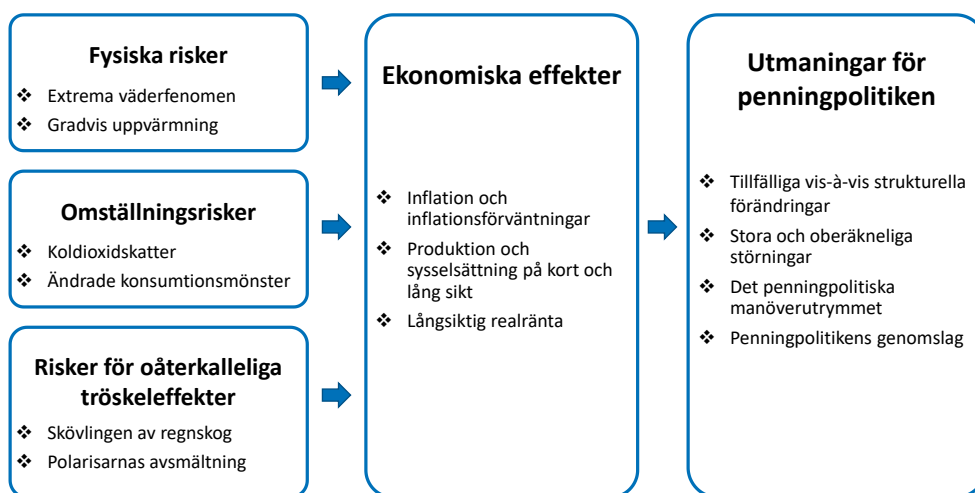 Fysiska risker
❖ Extrema väderfenomen
❖ Gradvis uppvärmning
Omställningsrisker
❖ Koldioxidskatter
❖ Ändrade konsumtionsmönster
Risker för oåterkalleliga
tröskeleffekter
❖ Skövlingen av regnskog
❖ Polarisarnas avsmältning
Ekonomiska effekter
❖ Inflation och
inflationsförväntningar
❖ Produktion och
sysselsättning på kort och
lång sikt
❖ Långsiktig realränta
Utmaningar för
penningpolitiken
❖ Tillfälliga vis-à-vis strukturella
förändringar
❖ Stora och oberäkneliga
störningar
❖ Det penningpolitiska
manöverutrymmet
❖ Penningpolitikens genomslag